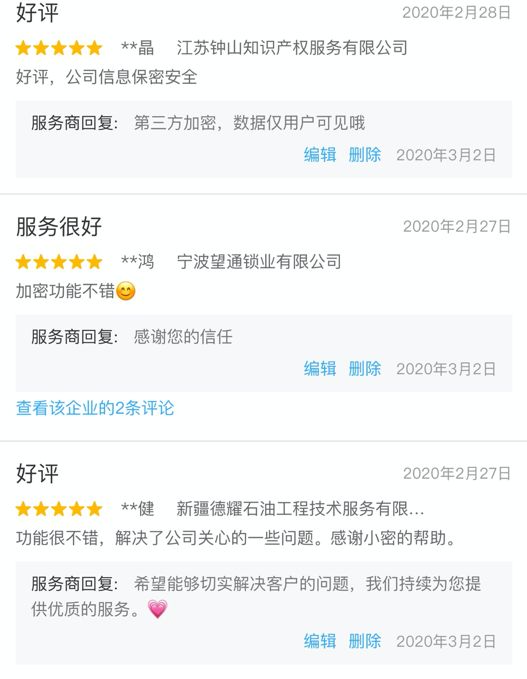 好评 2020年2月28日
★★★★★ **晶 江苏钟山知识产权服务有限公司
好评，公司信息保密安全
服务商回复： 第三方加密，数据仅用户可见哦
编辑 删除 2020年3月2日
服务很好 2020年2月27日
★★★★★ **鸿 宁波望通锁业有限公司
加密功能不错😊
服务商回复： 感谢您的信任
编辑 删除 2020年3月2日
查看该企业的2条评论
好评 2020年2月27日
★★★★★ **健 新疆德耀石油工程技术服务有限...
功能很不错，解决了公司关心的一些问题。感谢小密的帮助。
服务商回复： 希望能够切实解决客户的问题，我们持续为您提
供优质的服务。💗
编辑 删除 2020年3月2日